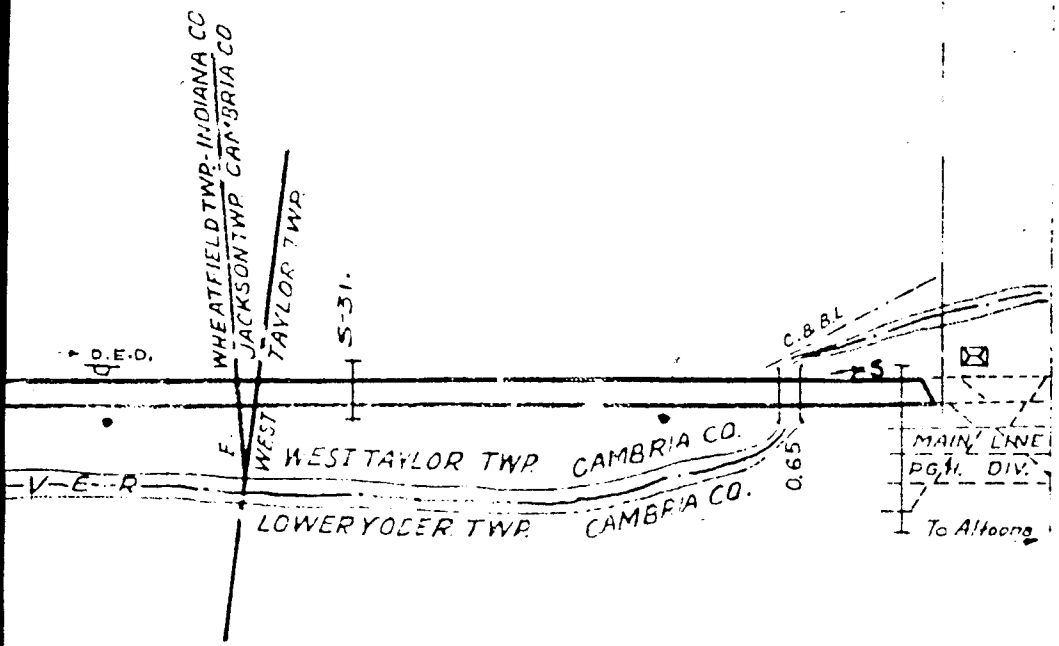 WHEATFIELD TWP.-INDIANA CO
JACKSON TWP. CAMBRIA CO
TAYLOR TWP.
S-31.
D.E.D.
C. & B.L
S
E.
WEST
WEST TAYLOR TWP. CAMBRIA CO.
0.65
MAIN LINE
V-E-R
PGH. DIV.
LOWER YODER TWP. CAMBRIA CO.
To Altoona